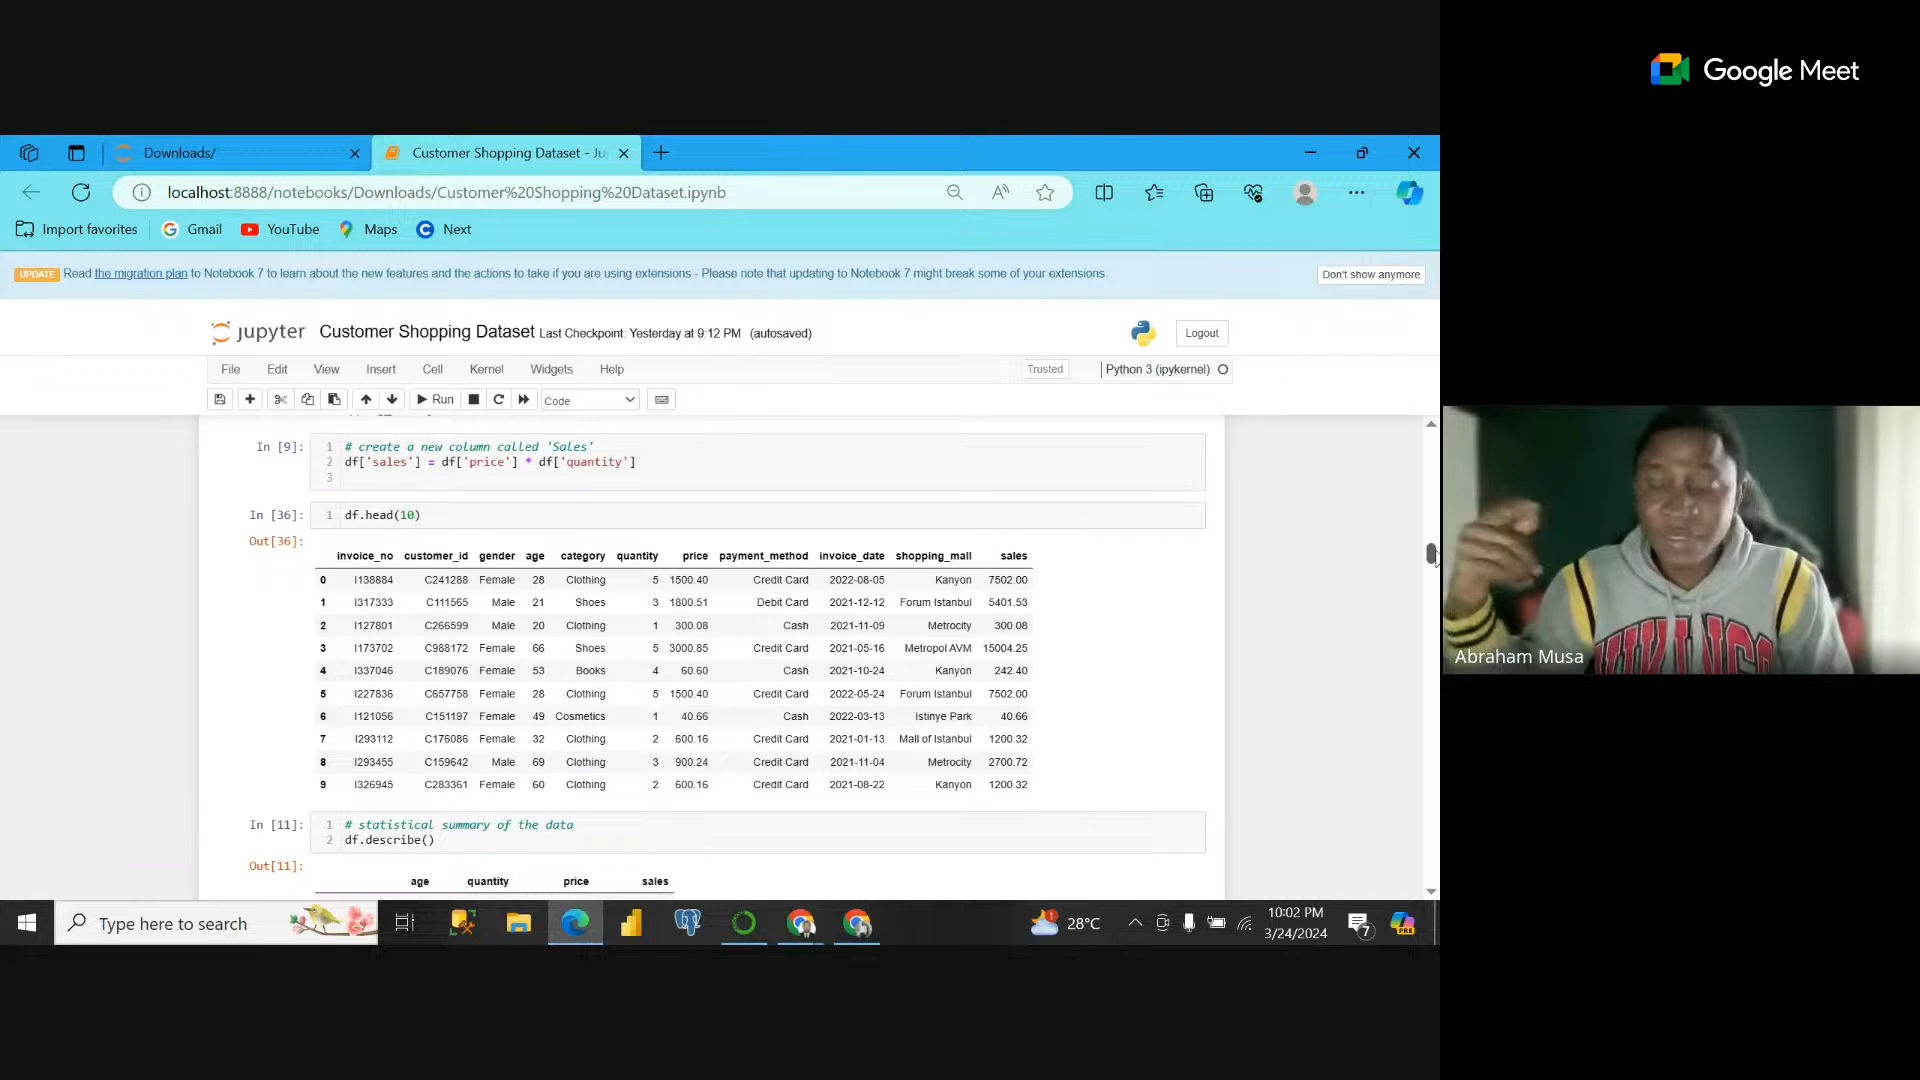 Google Meet
Downloads/
Customer Shopping Dataset - Ju
localhost:8888/notebooks/Downloads/Customer%20Shopping%20Dataset.ipynb
Import favorites Gmail YouTube Maps Next
UPDATE Read the migration plan to Notebook 7 to learn about the new features and the actions to take if you are using extensions - Please note that updating to Notebook 7 might break some of your extensions. Don't show anymore
jupyter Customer Shopping Dataset Last Checkpoint: Yesterday at 9:12 PM (autosaved) Logout
File Edit View Insert Cell Kernel Widgets Help Trusted Python 3 (ipykernel)
Run Code
In [9]: 1 # create a new column called 'Sales'
2 df['sales'] = df['price'] * df['quantity']
3
In [36]: 1 df.head(10)
Out[36]:
invoice_no customer_id gender age category quantity price payment_method invoice_date shopping_mall sales
0 I138884 C241288 Female 28 Clothing 5 1500.40 Credit Card 2022-08-05 Kanyon 7502.00
1 I317333 C111565 Male 21 Shoes 3 1800.51 Debit Card 2021-12-12 Forum Istanbul 5401.53
2 I127801 C266599 Male 20 Clothing 1 300.08 Cash 2021-11-09 Metrocity 300.08
3 I173702 C988172 Female 66 Shoes 5 3000.85 Credit Card 2021-05-16 Metropol AVM 15004.25
4 I337046 C189076 Female 53 Books 4 60.60 Cash 2021-10-24 Kanyon 242.40
5 I227836 C657758 Female 28 Clothing 5 1500.40 Credit Card 2022-05-24 Forum Istanbul 7502.00
6 I121056 C151197 Female 49 Cosmetics 1 40.66 Cash 2022-03-13 Istinye Park 40.66
7 I293112 C176086 Female 32 Clothing 2 600.16 Credit Card 2021-01-13 Mall of Istanbul 1200.32
8 I293455 C159642 Male 69 Clothing 3 900.24 Credit Card 2021-11-04 Metrocity 2700.72
9 I326945 C283361 Female 60 Clothing 2 600.16 Credit Card 2021-08-22 Kanyon 1200.32
In [11]: 1 # statistical summary of the data
2 df.describe()
Out[11]:
age quantity price sales
Abraham Musa
Type here to search
1
28°C
10:02 PM
3/24/2024
7
PRE